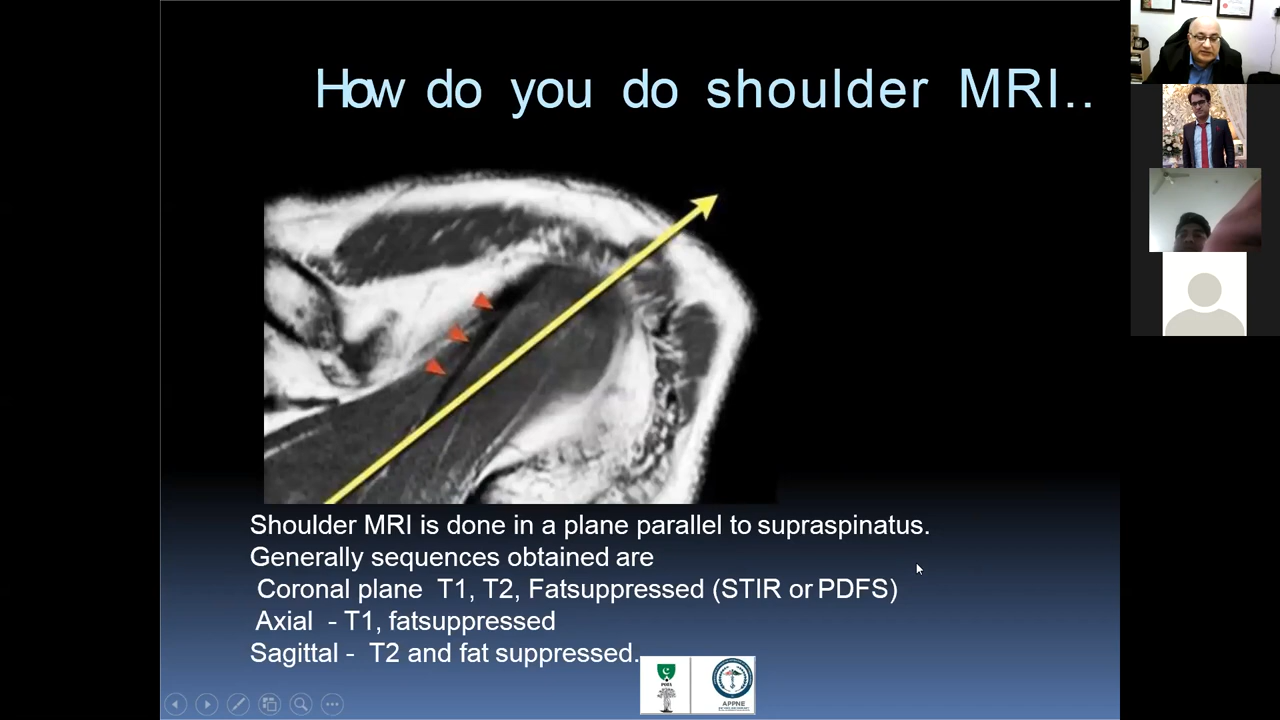 How do you do shoulder MRI..
Shoulder MRI is done in a plane parallel to supraspinatus.
Generally sequences obtained are
Coronal plane T1, T2, Fatsuppressed (STIR or PDFS)
Axial - T1, fatsuppressed
Sagittal - T2 and fat suppressed.
APPNE